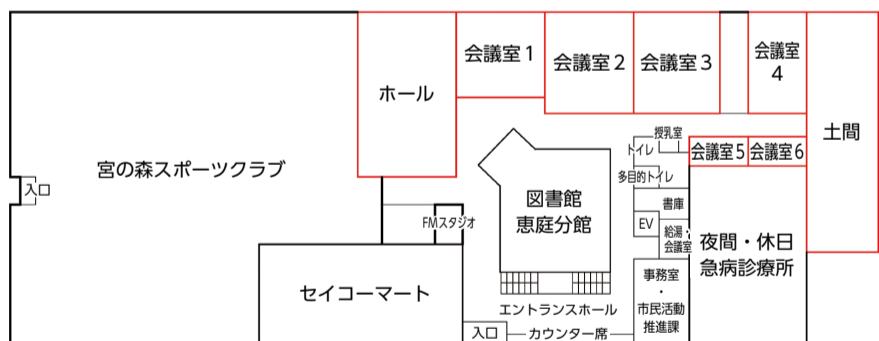 会議室1
会議室2
会議室3
会議室
4
ホール
土間
宮の森スポーツクラブ
入口
授乳室
トイレ
会議室5
会議室6
多目的トイレ
図書館
恵庭分館
書庫
FMスタジオ
EV
給湯・
会議室
夜間・休日
急病診療所
セイコーマート
事務室
・
市民活動
推進課
エントランスホール
入口
カウンター席